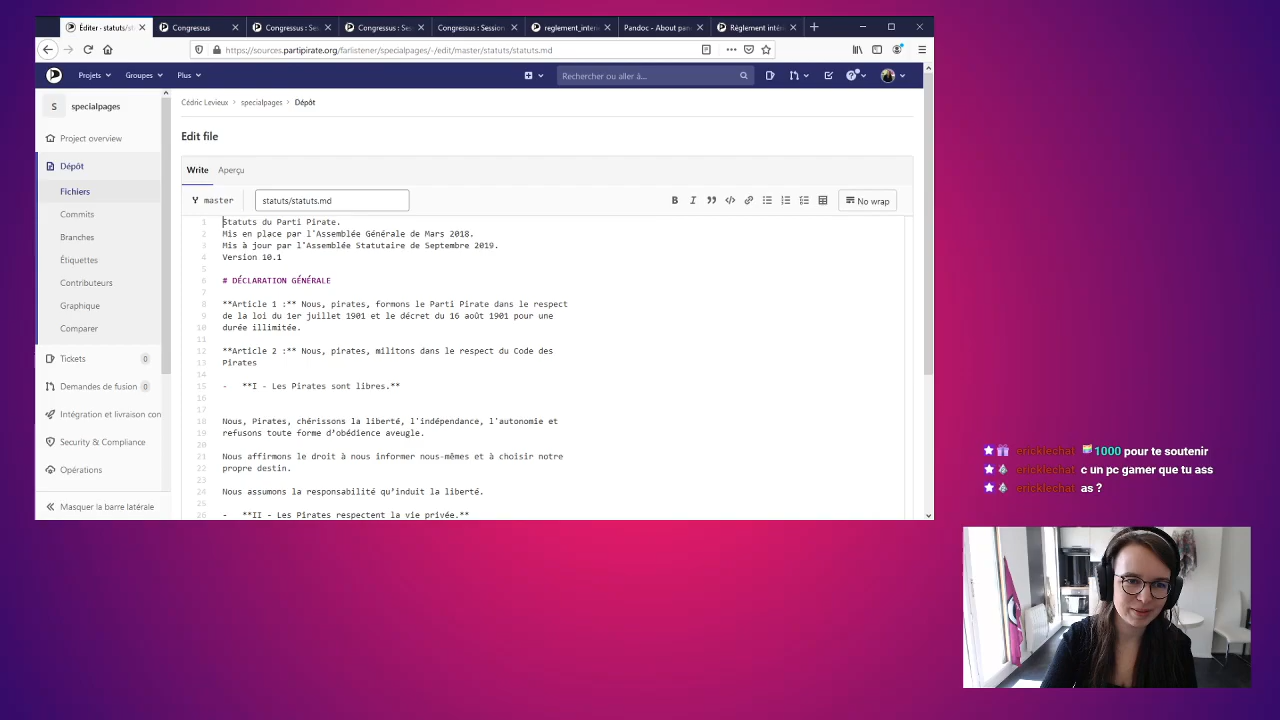 Éditer · statuts/st
Congressus
Congressus : Ses
Congressus : Ses
Congressus : Session
reglement_interie
Pandoc - About pan
Règlement intéri
https://sources.partipirate.org/farlistener/specialpages/-/edit/master/statuts/statuts.md
Projets
Groupes
Plus
Rechercher ou aller à…
S
specialpages
Project overview
Dépôt
Fichiers
Commits
Branches
Étiquettes
Contributeurs
Graphique
Comparer
Tickets
0
Demandes de fusion
0
Intégration et livraison con
Security & Compliance
Opérations
Masquer la barre latérale
Cédric Levieux > specialpages > Dépôt
Edit file
Write
Aperçu
master
statuts/statuts.md
B
I
No wrap
1 Statuts du Parti Pirate.
2 Mis en place par l'Assemblée Générale de Mars 2018.
3 Mis à jour par l'Assemblée Statutaire de Septembre 2019.
4 Version 10.1
5
6 # DÉCLARATION GÉNÉRALE
7
8 **Article 1 :** Nous, pirates, formons le Parti Pirate dans le respect
9 de la loi du 1er juillet 1901 et le décret du 16 août 1901 pour une
10 durée illimitée.
11
12 **Article 2 :** Nous, pirates, militons dans le respect du Code des
13 Pirates
14
15 - **I - Les Pirates sont libres.**
16
17
18 Nous, Pirates, chérissons la liberté, l'indépendance, l'autonomie et
19 refusons toute forme d’obédience aveugle.
20
21 Nous affirmons le droit à nous informer nous-mêmes et à choisir notre
22 propre destin.
23
24 Nous assumons la responsabilité qu’induit la liberté.
25
26 - **II - Les Pirates respectent la vie privée.**
ericklechat 1000 pour te soutenir
ericklechat c un pc gamer que tu ass
ericklechat as ?